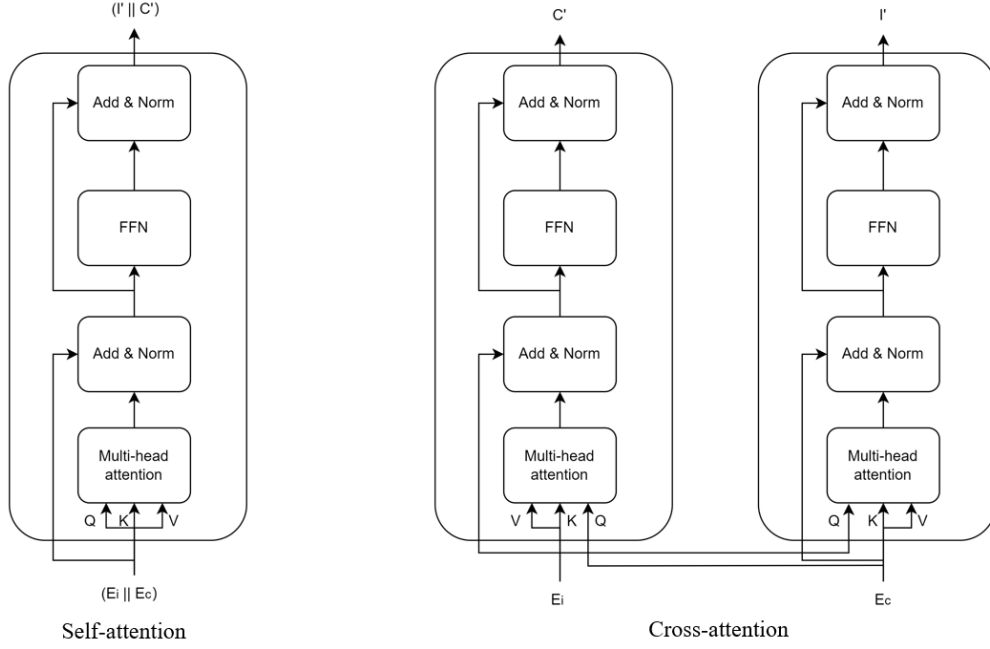 (I' || C')
Add & Norm
FFN
Add & Norm
Multi-head
attention
Q K V
(Ei || Ec)
Self-attention
C'
Add & Norm
FFN
Add & Norm
Multi-head
attention
V K Q
Ei
I'
Add & Norm
FFN
Add & Norm
Multi-head
attention
Q K V
Ec
Cross-attention